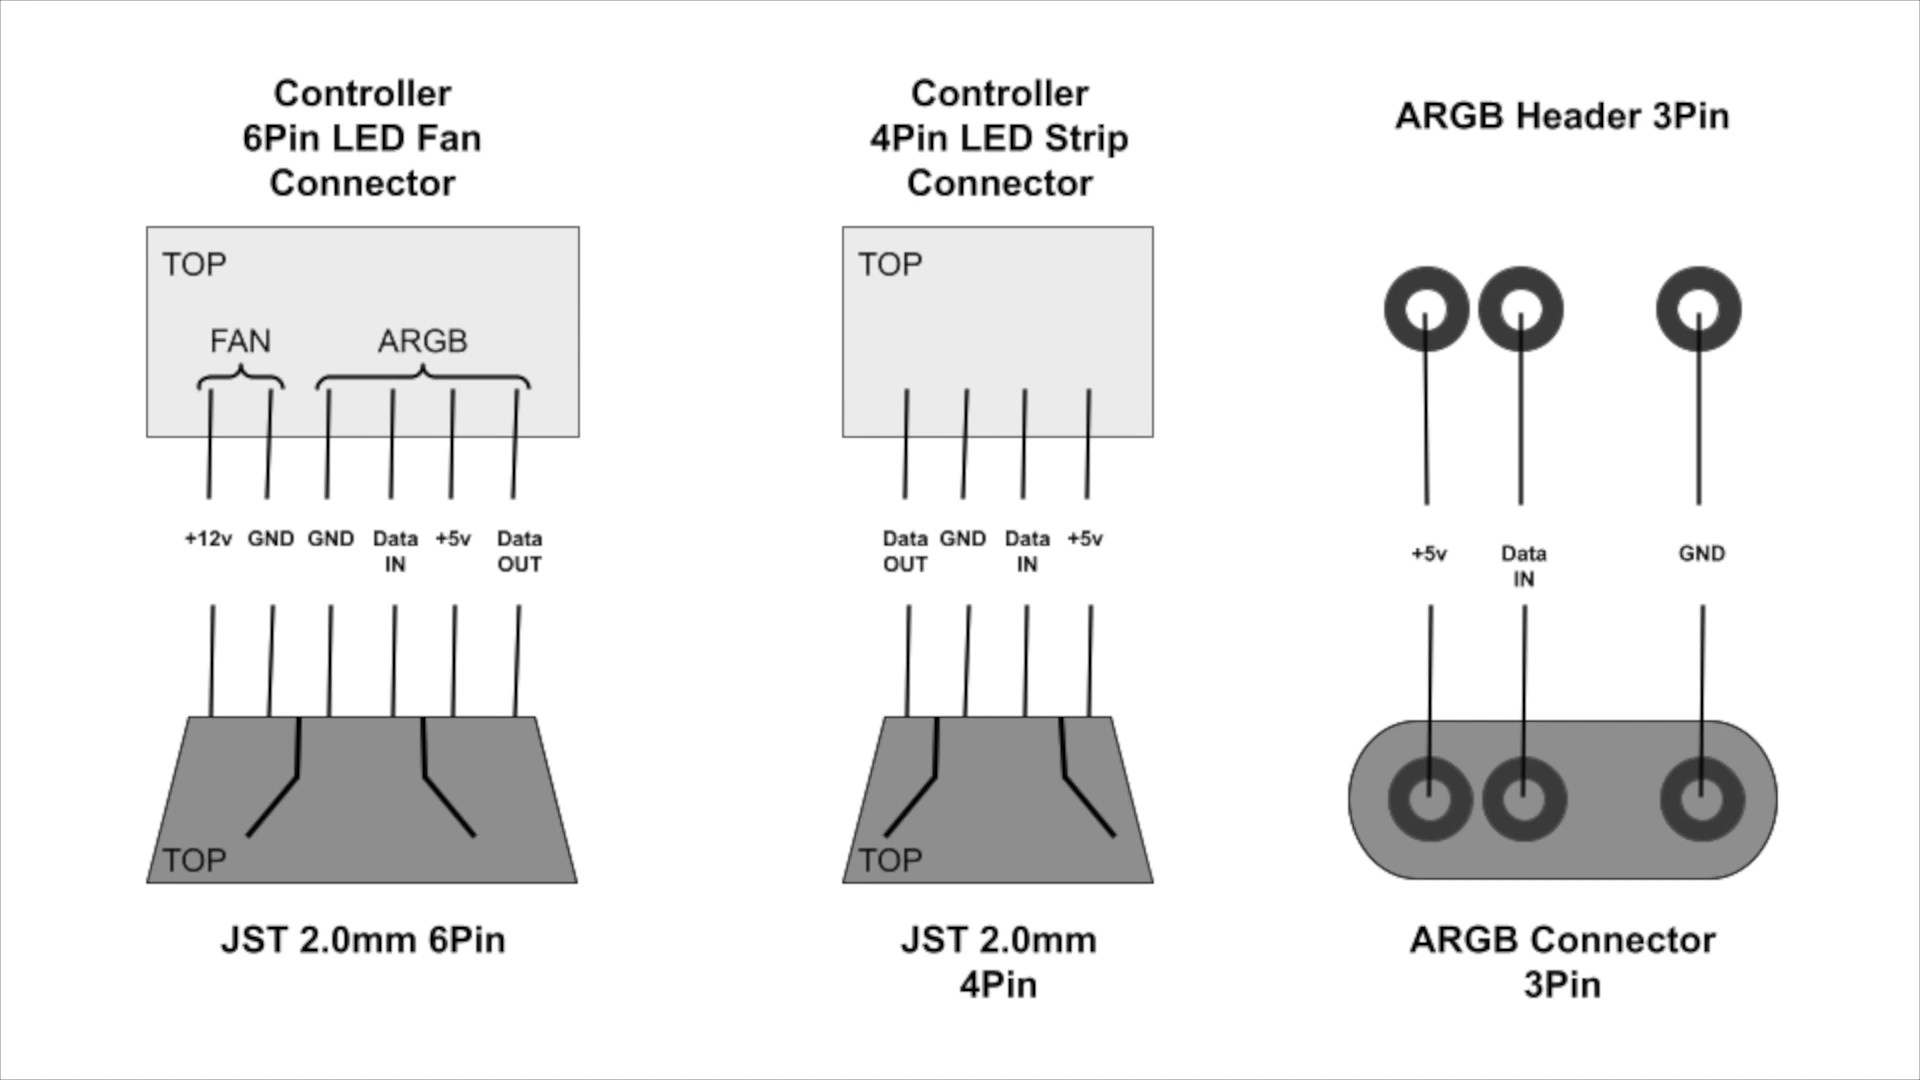 Controller
6Pin LED Fan
Connector
TOP
FAN ARGB
+12v GND GND Data IN +5v Data OUT
TOP
JST 2.0mm 6Pin
Controller
4Pin LED Strip
Connector
TOP
Data OUT GND Data IN +5v
TOP
JST 2.0mm
4Pin
ARGB Header 3Pin
+5v Data IN GND
ARGB Connector
3Pin